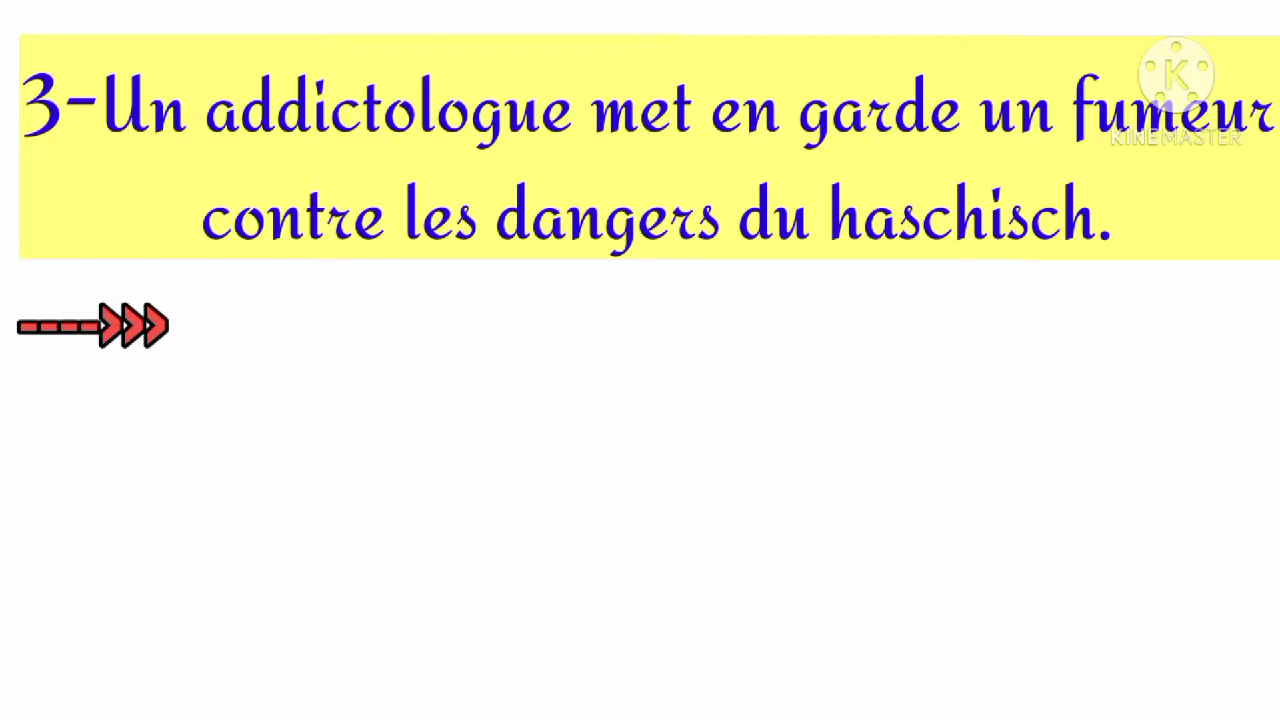 3-Un addictologue met en garde un fumeur
contre les dangers du haschisch.
K
KINEMASTER